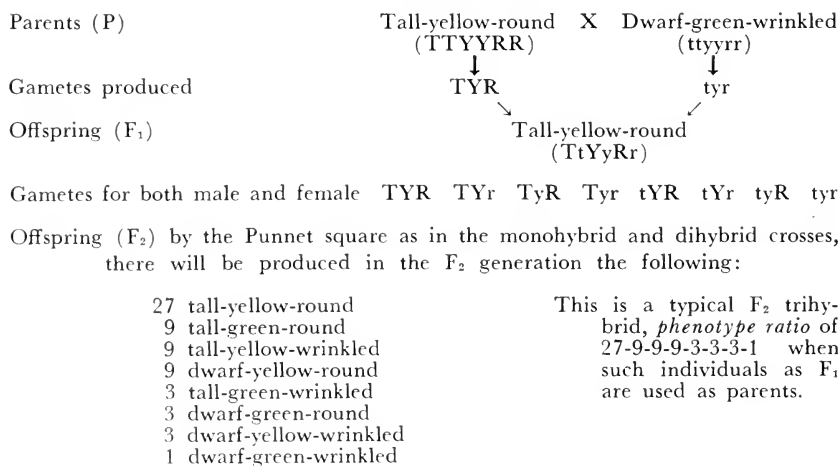 Parents (P) Tall-yellow-round X Dwarf-green-wrinkled
(TTYYRR) (ttyyrr)
Gametes produced TYR tyr
Offspring (F₁) Tall-yellow-round
(TtYyRr)
Gametes for both male and female TYR TYr TyR Tyr tYR tYr tyR tyr
Offspring (F₂) by the Punnet square as in the monohybrid and dihybrid crosses,
there will be produced in the F₂ generation the following:
27 tall-yellow-round
9 tall-green-round
9 tall-yellow-wrinkled
9 dwarf-yellow-round
3 tall-green-wrinkled
3 dwarf-green-round
3 dwarf-yellow-wrinkled
1 dwarf-green-wrinkled
This is a typical F₂ trihy-
brid, phenotype ratio of
27-9-9-9-3-3-3-1 when
such individuals as F₁
are used as parents.